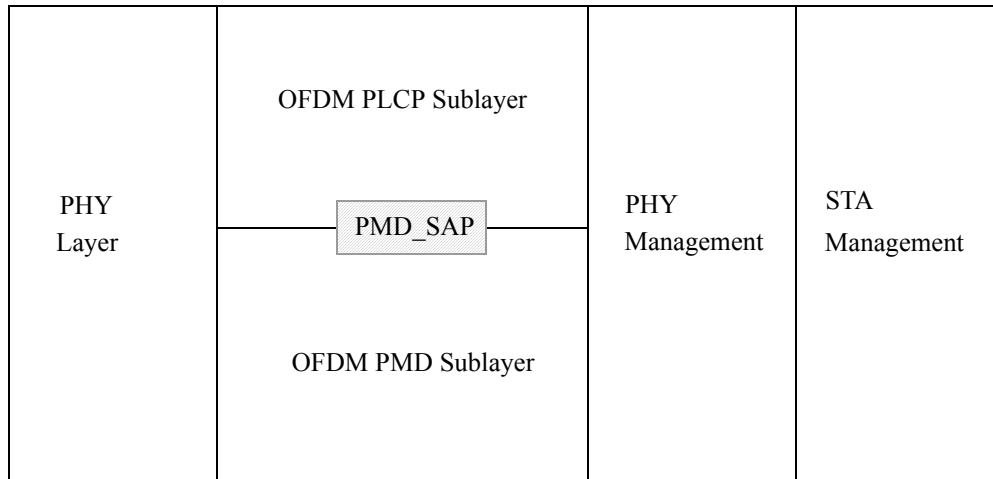 OFDM PLCP Sublayer
PHY
Layer
PMD_SAP
PHY
Management
STA
Management
OFDM PMD Sublayer